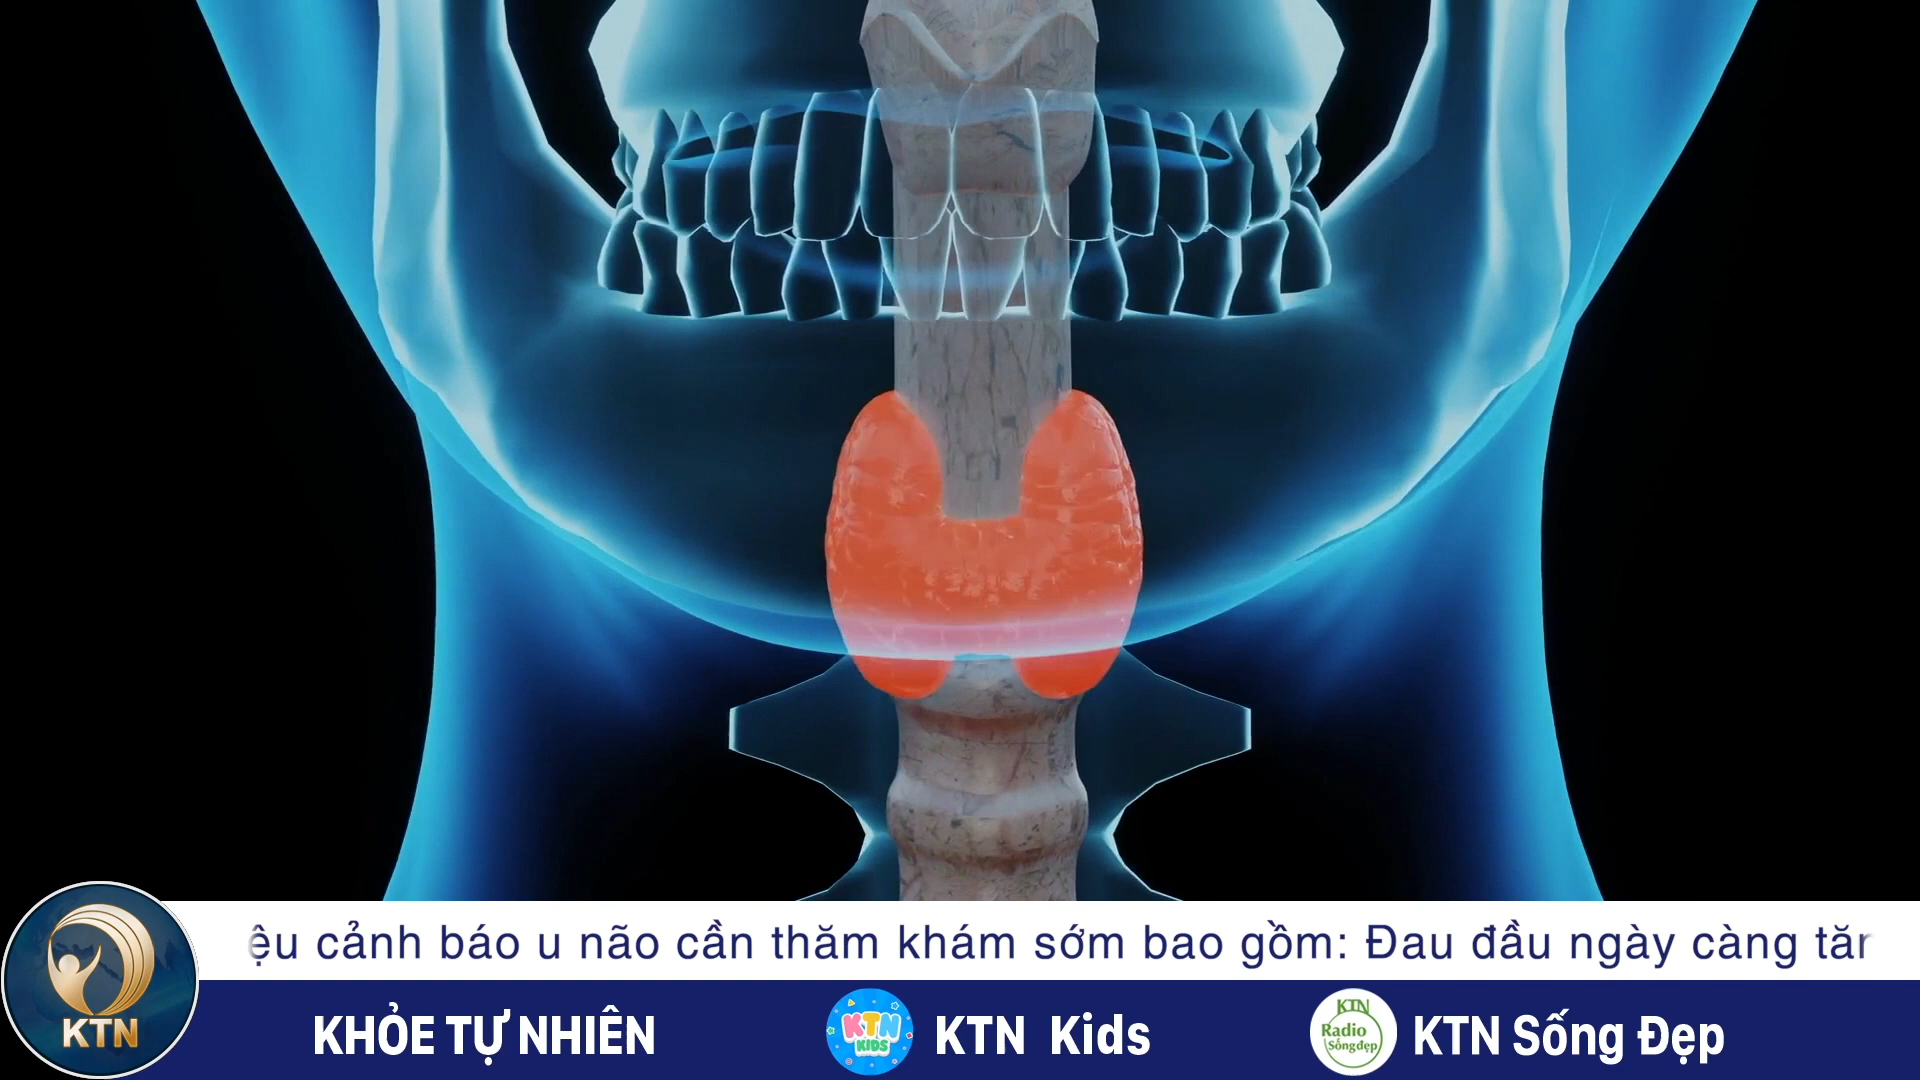 ệu cảnh báo u não cần thăm khám sớm bao gồm: Đau đầu ngày càng tăn
KTN
KHỎE TỰ NHIÊN
KTN KIDS
KTN Kids
KTN
Radio
Sống đẹp
KTN Sống Đẹp